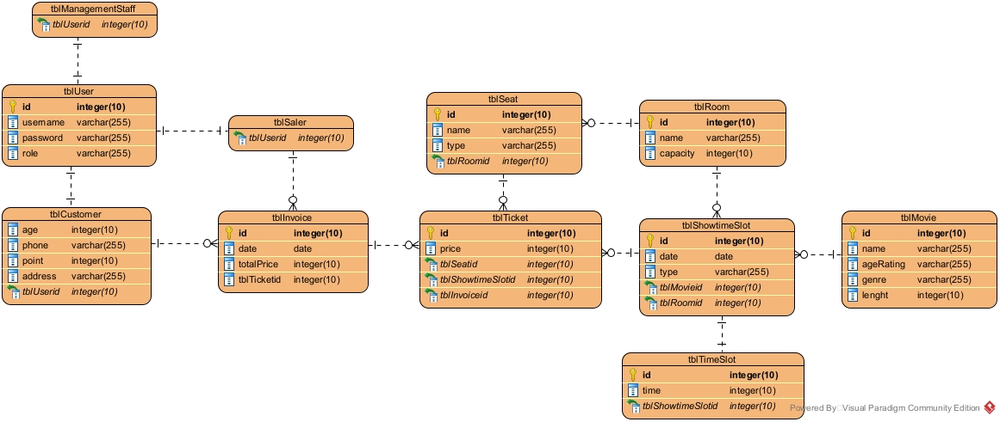 tblManagementStaff
tblUserid integer(10)
tblUser
id integer(10)
username varchar(255)
password varchar(255)
role varchar(255)
tblSaler
tblUserid integer(10)
tblSeat
id integer(10)
name varchar(255)
type varchar(255)
tblRoomid integer(10)
tblRoom
id integer(10)
name varchar(255)
capacity integer(10)
tblCustomer
age integer(10)
phone varchar(255)
point integer(10)
address varchar(255)
tblUserid integer(10)
tblInvoice
id integer(10)
date date
totalPrice integer(10)
tblTicketid integer(10)
tblTicket
id integer(10)
price integer(10)
tblSeatid integer(10)
tblShowtimeSlotid integer(10)
tblInvoiceid integer(10)
tblShowtimeSlot
id integer(10)
date date
type varchar(255)
tblMovieid integer(10)
tblRoomid integer(10)
tblMovie
id integer(10)
name varchar(255)
ageRating varchar(255)
genre varchar(255)
lenght integer(10)
tblTimeSlot
id integer(10)
time integer(10)
tblShowtimeSlotid integer(10)
Powered By Visual Paradigm Community Edition